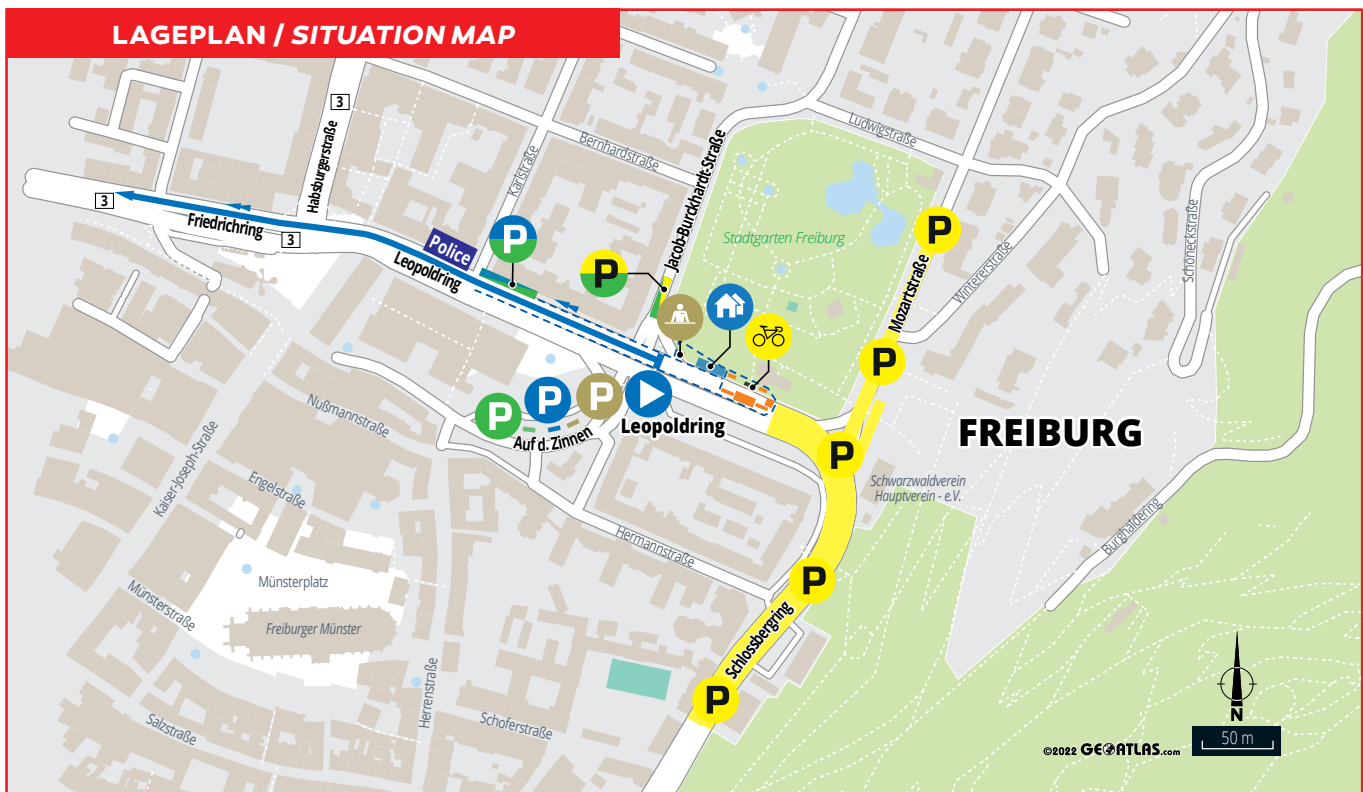 LAGEPLAN / SITUATION MAP
3
Habsburgerstraße
Karlstraße
Bernhardstraße
Jacob-Burckhardt-Straße
Ludwigstraße
3
Friedrichring
3
Police
P
Leopoldring
P
Stadtgarten Freiburg
P
Mozartstraße
Wintererstraße
Schöneckstraße
P
P
P
P
Auf d. Zinnen
Leopoldring
FREIBURG
P
Schwarzwaldverein
Hauptverein - e.V.
Nußmannstraße
Kaiser-Joseph-Straße
Engelstraße
Hermannstraße
Burghaldering
Münsterplatz
P
Münsterstraße
Freiburger Münster
Schlossbergring
Herrenstraße
P
Salzstraße
Schoferstraße
N
50 m
©2022 GEOATLAS.com